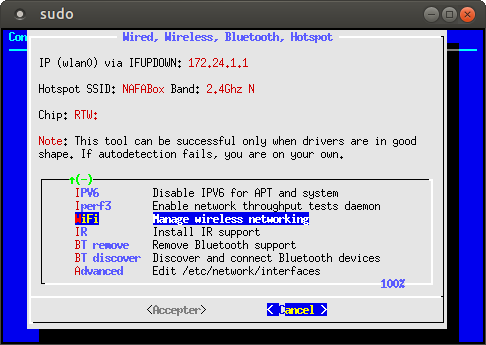 sudo
Con
Wired, Wireless, Bluetooth, Hotspot
IP (wlan0) via IFUPDOWN: 172.24.1.1
Hotspot SSID: NAFABox Band: 2.4Ghz N
Chip: RTW:
Note: This tool can be successful only when drivers are in good
shape. If autodetection fails, you are on your own.
↑(-)
IPV6 Disable IPV6 for APT and system
Iperf3 Enable network throughput tests daemon
WiFi Manage wireless networking
IR Install IR support
BT remove Remove Bluetooth support
BT discover Discover and connect Bluetooth devices
Advanced Edit /etc/network/interfaces
100%
<Accepter> < Cancel >